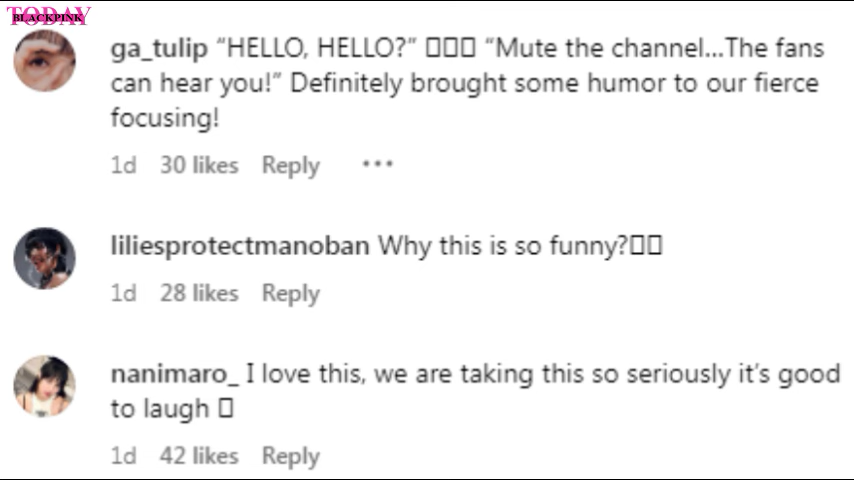 TODAY
BLACKPINK
ga_tulip “HELLO, HELLO?” “Mute the channel...The fans
can hear you!” Definitely brought some humor to our fierce
focusing!
1d 30 likes Reply •••
liliesprotectmanoban Why this is so funny?
1d 28 likes Reply
nanimaro_ I love this, we are taking this so seriously it’s good
to laugh
1d 42 likes Reply